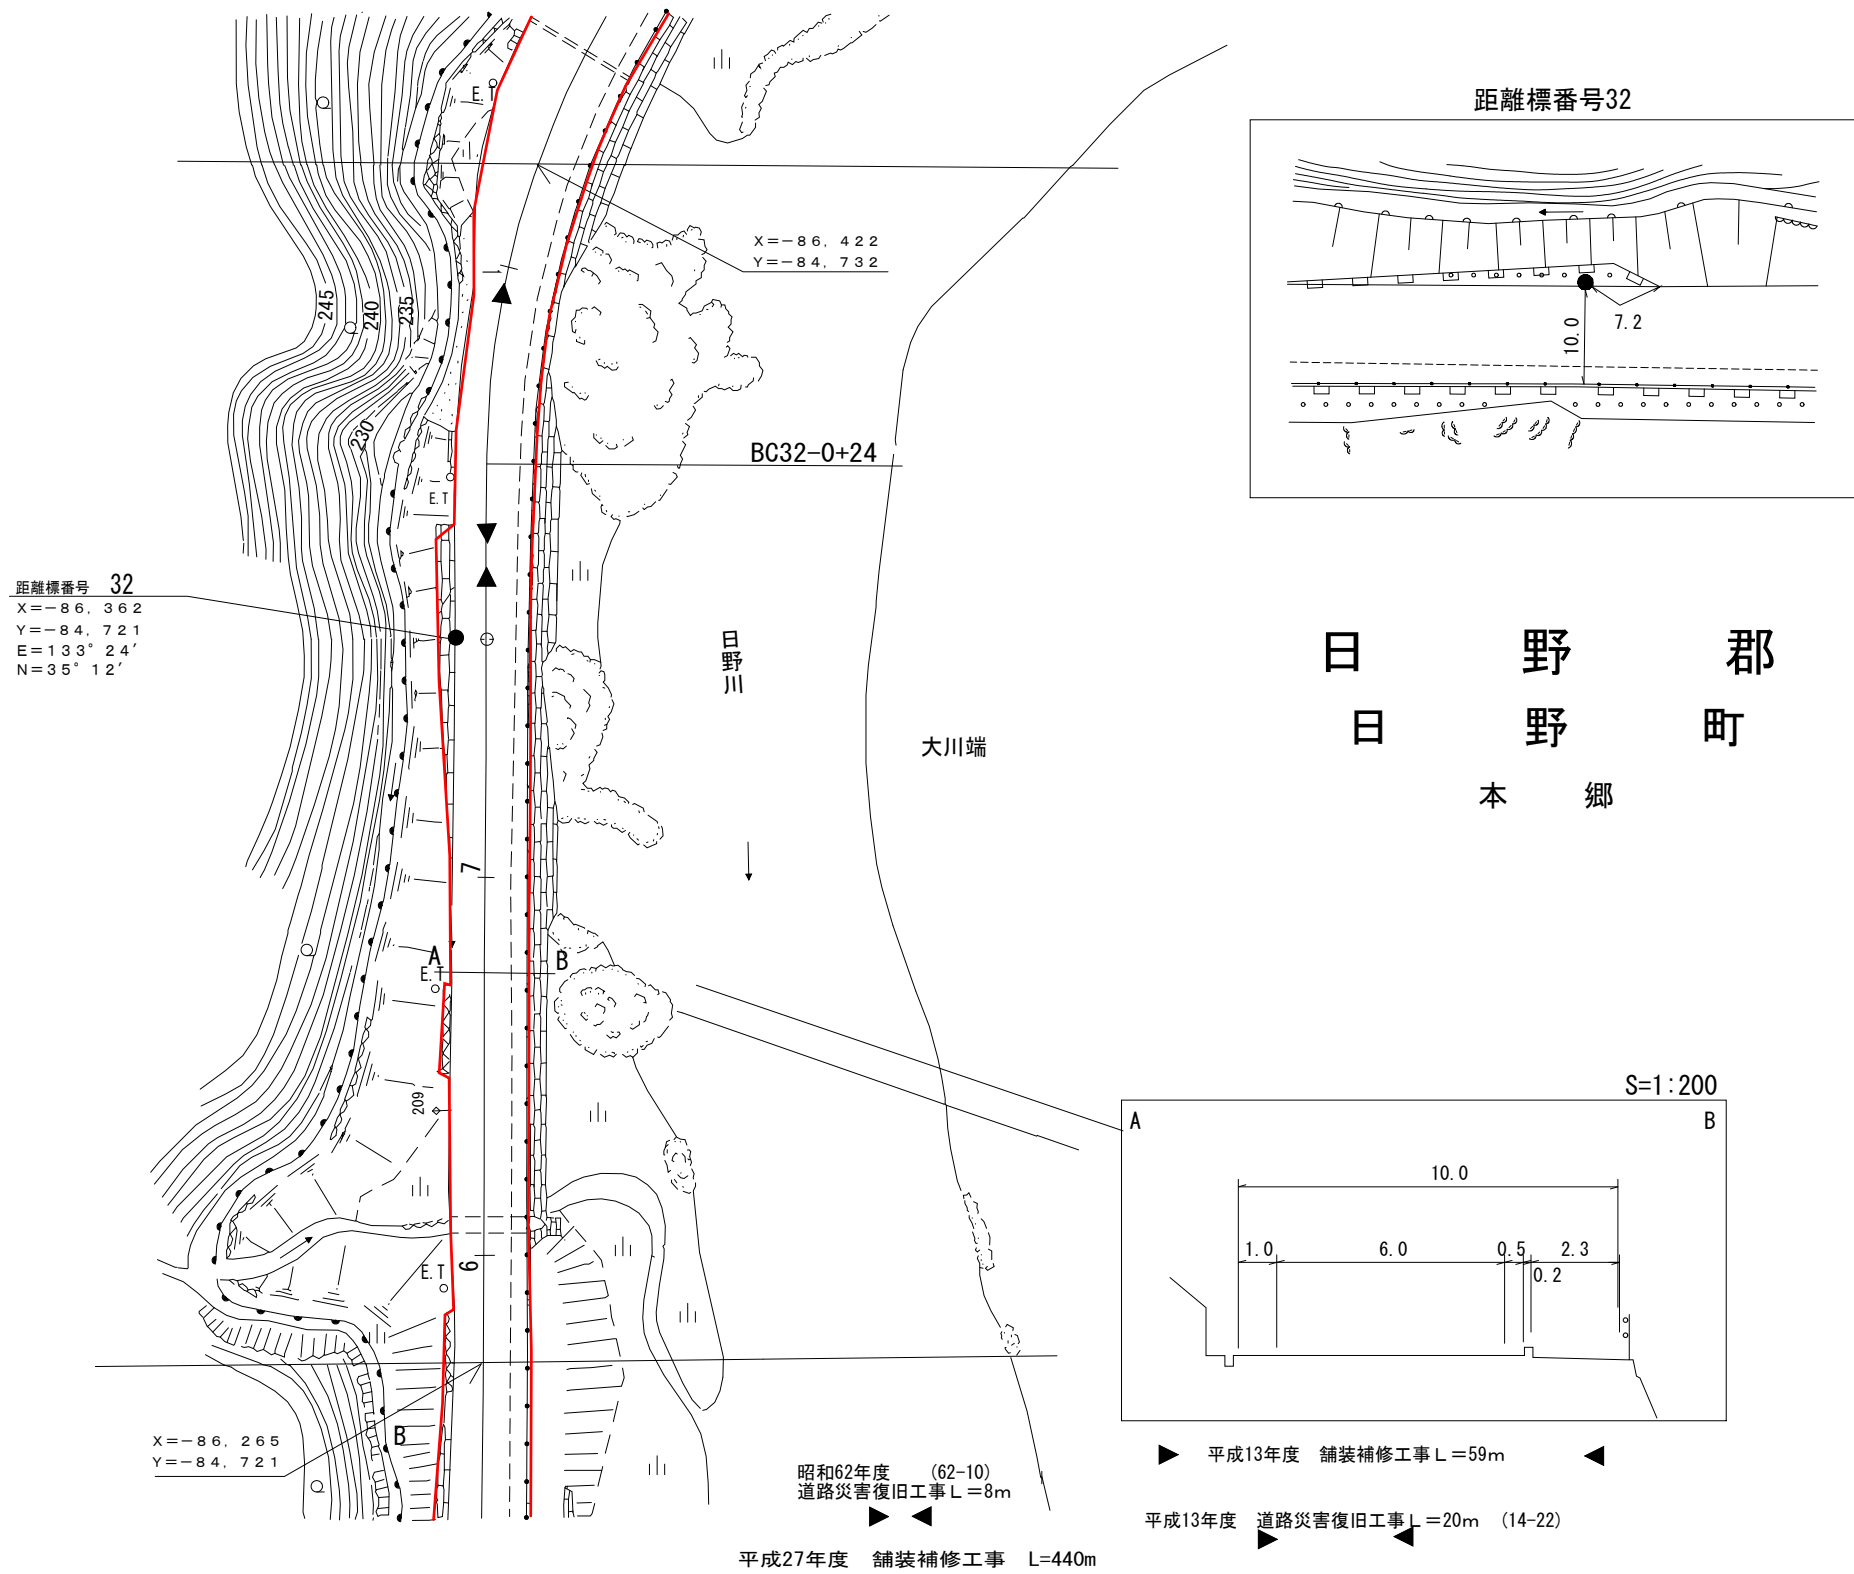 距離標番号32
7.2
10.0
E.T
X=-86,422
Y=-84,732
1
245
240
235
230
BC32-0+24
E.T
距離標番号 32
X=-86,362
Y=-84,721
E=133°24′
N=35°12′
日野川
大川端
日野郡
日野町
本郷
7
A
B
E.T
209
6
E.T
B
X=-86,265
Y=-84,721
S=1:200
A
B
10.0
1.0 6.0 0.5 2.3
0.2
平成13年度 舗装補修工事L=59m
昭和62年度 (62-10)
道路災害復旧工事L=8m
平成13年度 道路災害復旧工事L=20m (14-22)
平成27年度 舗装補修工事 L=440m